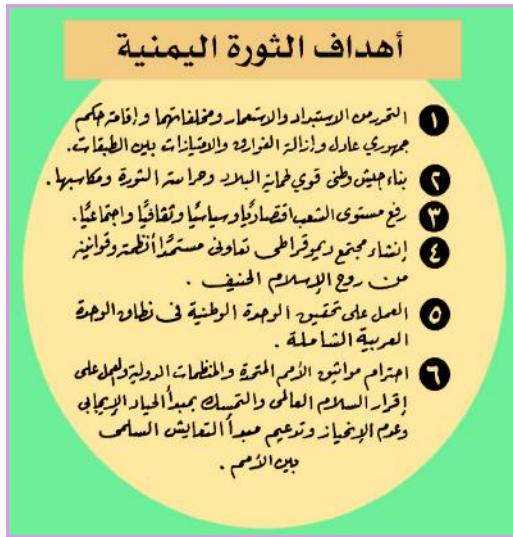 أهداف الثورة اليمنية
١ التحرر من الاستبداد والاستعمار ومخلفاتهما وإقامة حكم
جمهوري عادل وإزالة الفوارق والامتيازات بين الطبقات.
٢ بناء جيش وطني قوي لحماية البلاد وحراسة الثورة ومكاسبها.
٣ رفع مستوى الشعب اقتصاديًا وسياسيًا وثقافيًا واجتماعيًا.
٤ إنشاء مجتمع ديموقراطي تعاوني مستمدًا أنظمته وقوانينه
من روح الإسلام الحنيف.
٥ العمل على تحقيق الوحدة الوطنية في نطاق الوحدة
العربية الشاملة.
٦ احترام مواثيق الأمم المتحدة والمنظمات الدولية والعمل على
إقرار السلام العالمي والتمسك بمبدأ الحياد الإيجابي
وعدم الإنحياز وتدعيم مبدأ التعايش السلمي
بين الأمم.